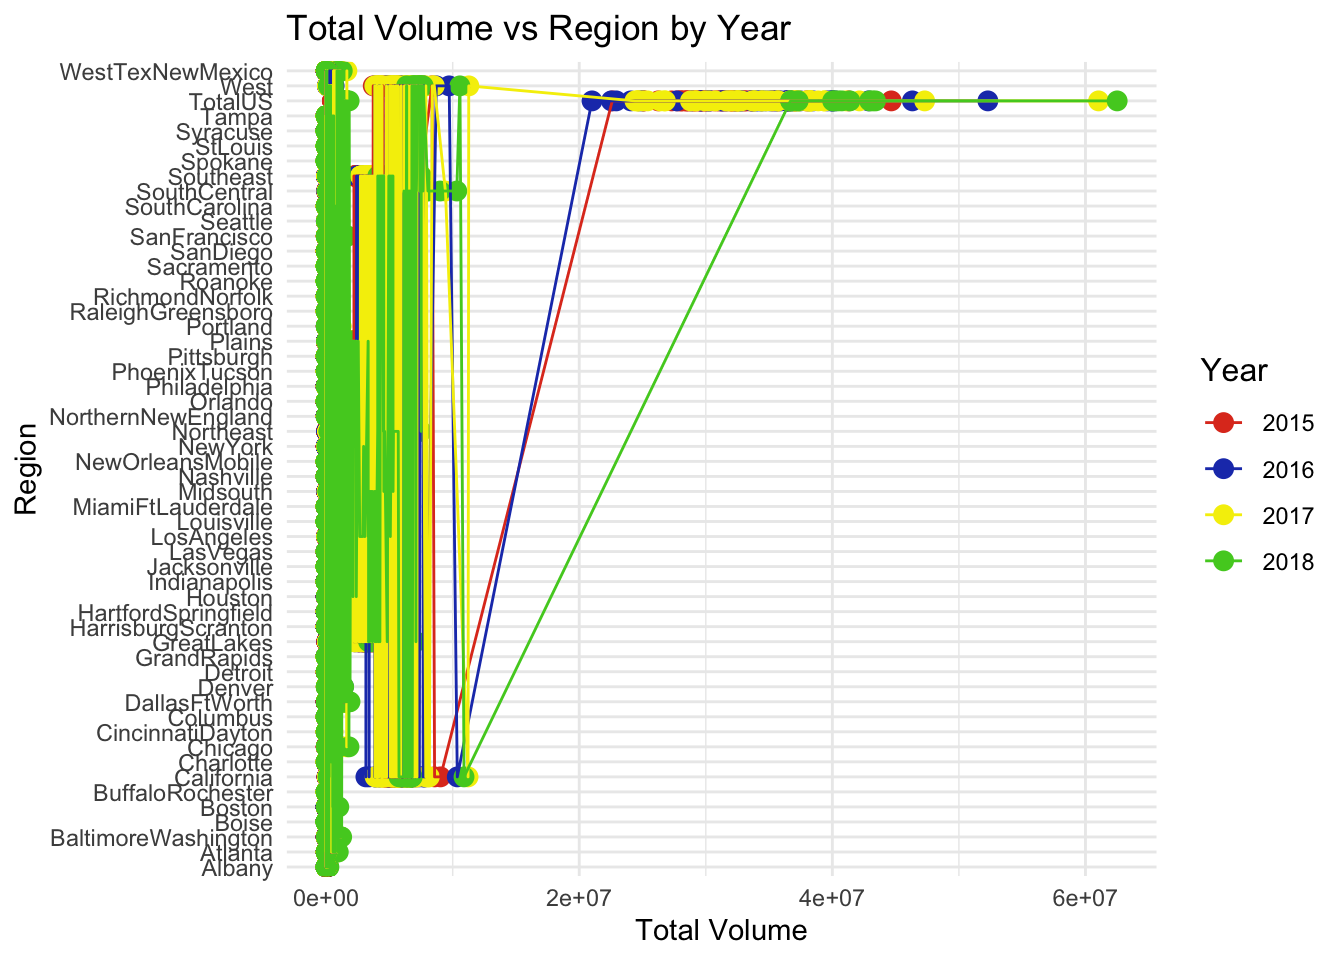 Total Volume vs Region by Year
WestTexNewMexico
West
TotalUS
Tampa
Syracuse
StLouis
Spokane
Southeast
SouthCentral
SouthCarolina
Seattle
SanFrancisco
SanDiego
Sacramento
Roanoke
RichmondNorfolk
RaleighGreensboro
Portland
Plains
Pittsburgh
PhoenixTucson
Philadelphia
Orlando
NorthernNewEngland
Northeast
NewYork
NewOrleansMobile
Nashville
Midsouth
MiamiFtLauderdale
Louisville
LosAngeles
LasVegas
Jacksonville
Indianapolis
Houston
HartfordSpringfield
HarrisburgScranton
GreatLakes
GrandRapids
Detroit
Denver
DallasFtWorth
Columbus
CincinnatiDayton
Chicago
Charlotte
California
BuffaloRochester
Boston
Boise
BaltimoreWashington
Atlanta
Albany
Region
0e+00 2e+07 4e+07 6e+07
Total Volume
Year
2015
2016
2017
2018